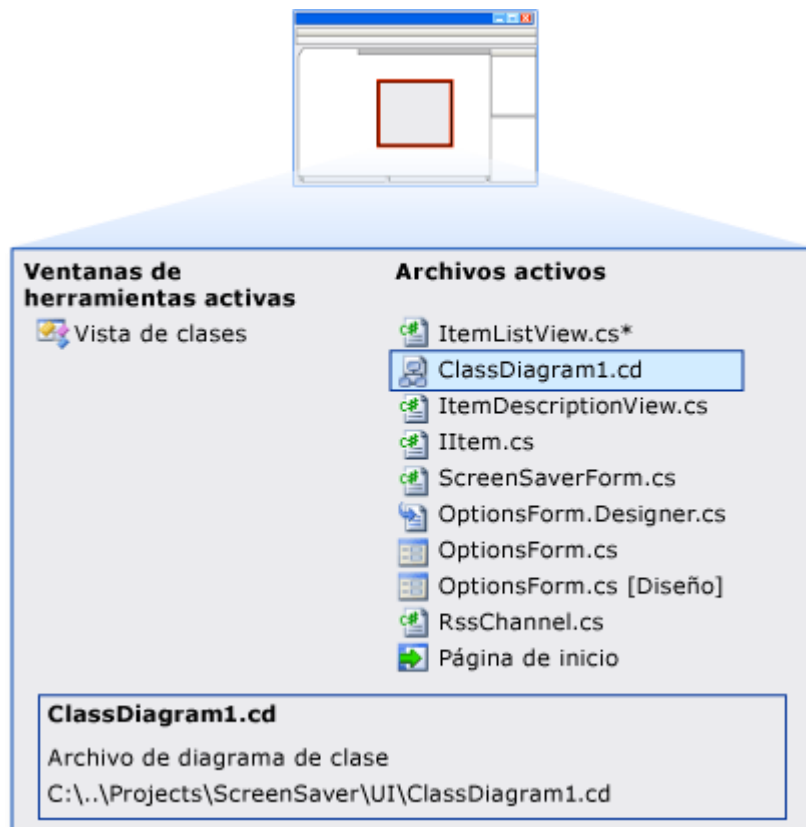 Ventanas de
herramientas activas
Vista de clases
Archivos activos
ItemListView.cs*
ClassDiagram1.cd
ItemDescriptionView.cs
IItem.cs
ScreenSaverForm.cs
OptionsForm.Designer.cs
OptionsForm.cs
OptionsForm.cs [Diseño]
RssChannel.cs
Página de inicio
ClassDiagram1.cd
Archivo de diagrama de clase
C:\..\Projects\ScreenSaver\UI\ClassDiagram1.cd